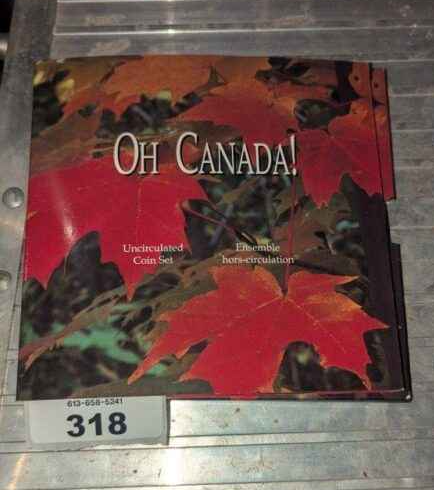 OH CANADA!
Uncirculated
Coin Set
Ensemble
hors-circulation
613-658-5341
318